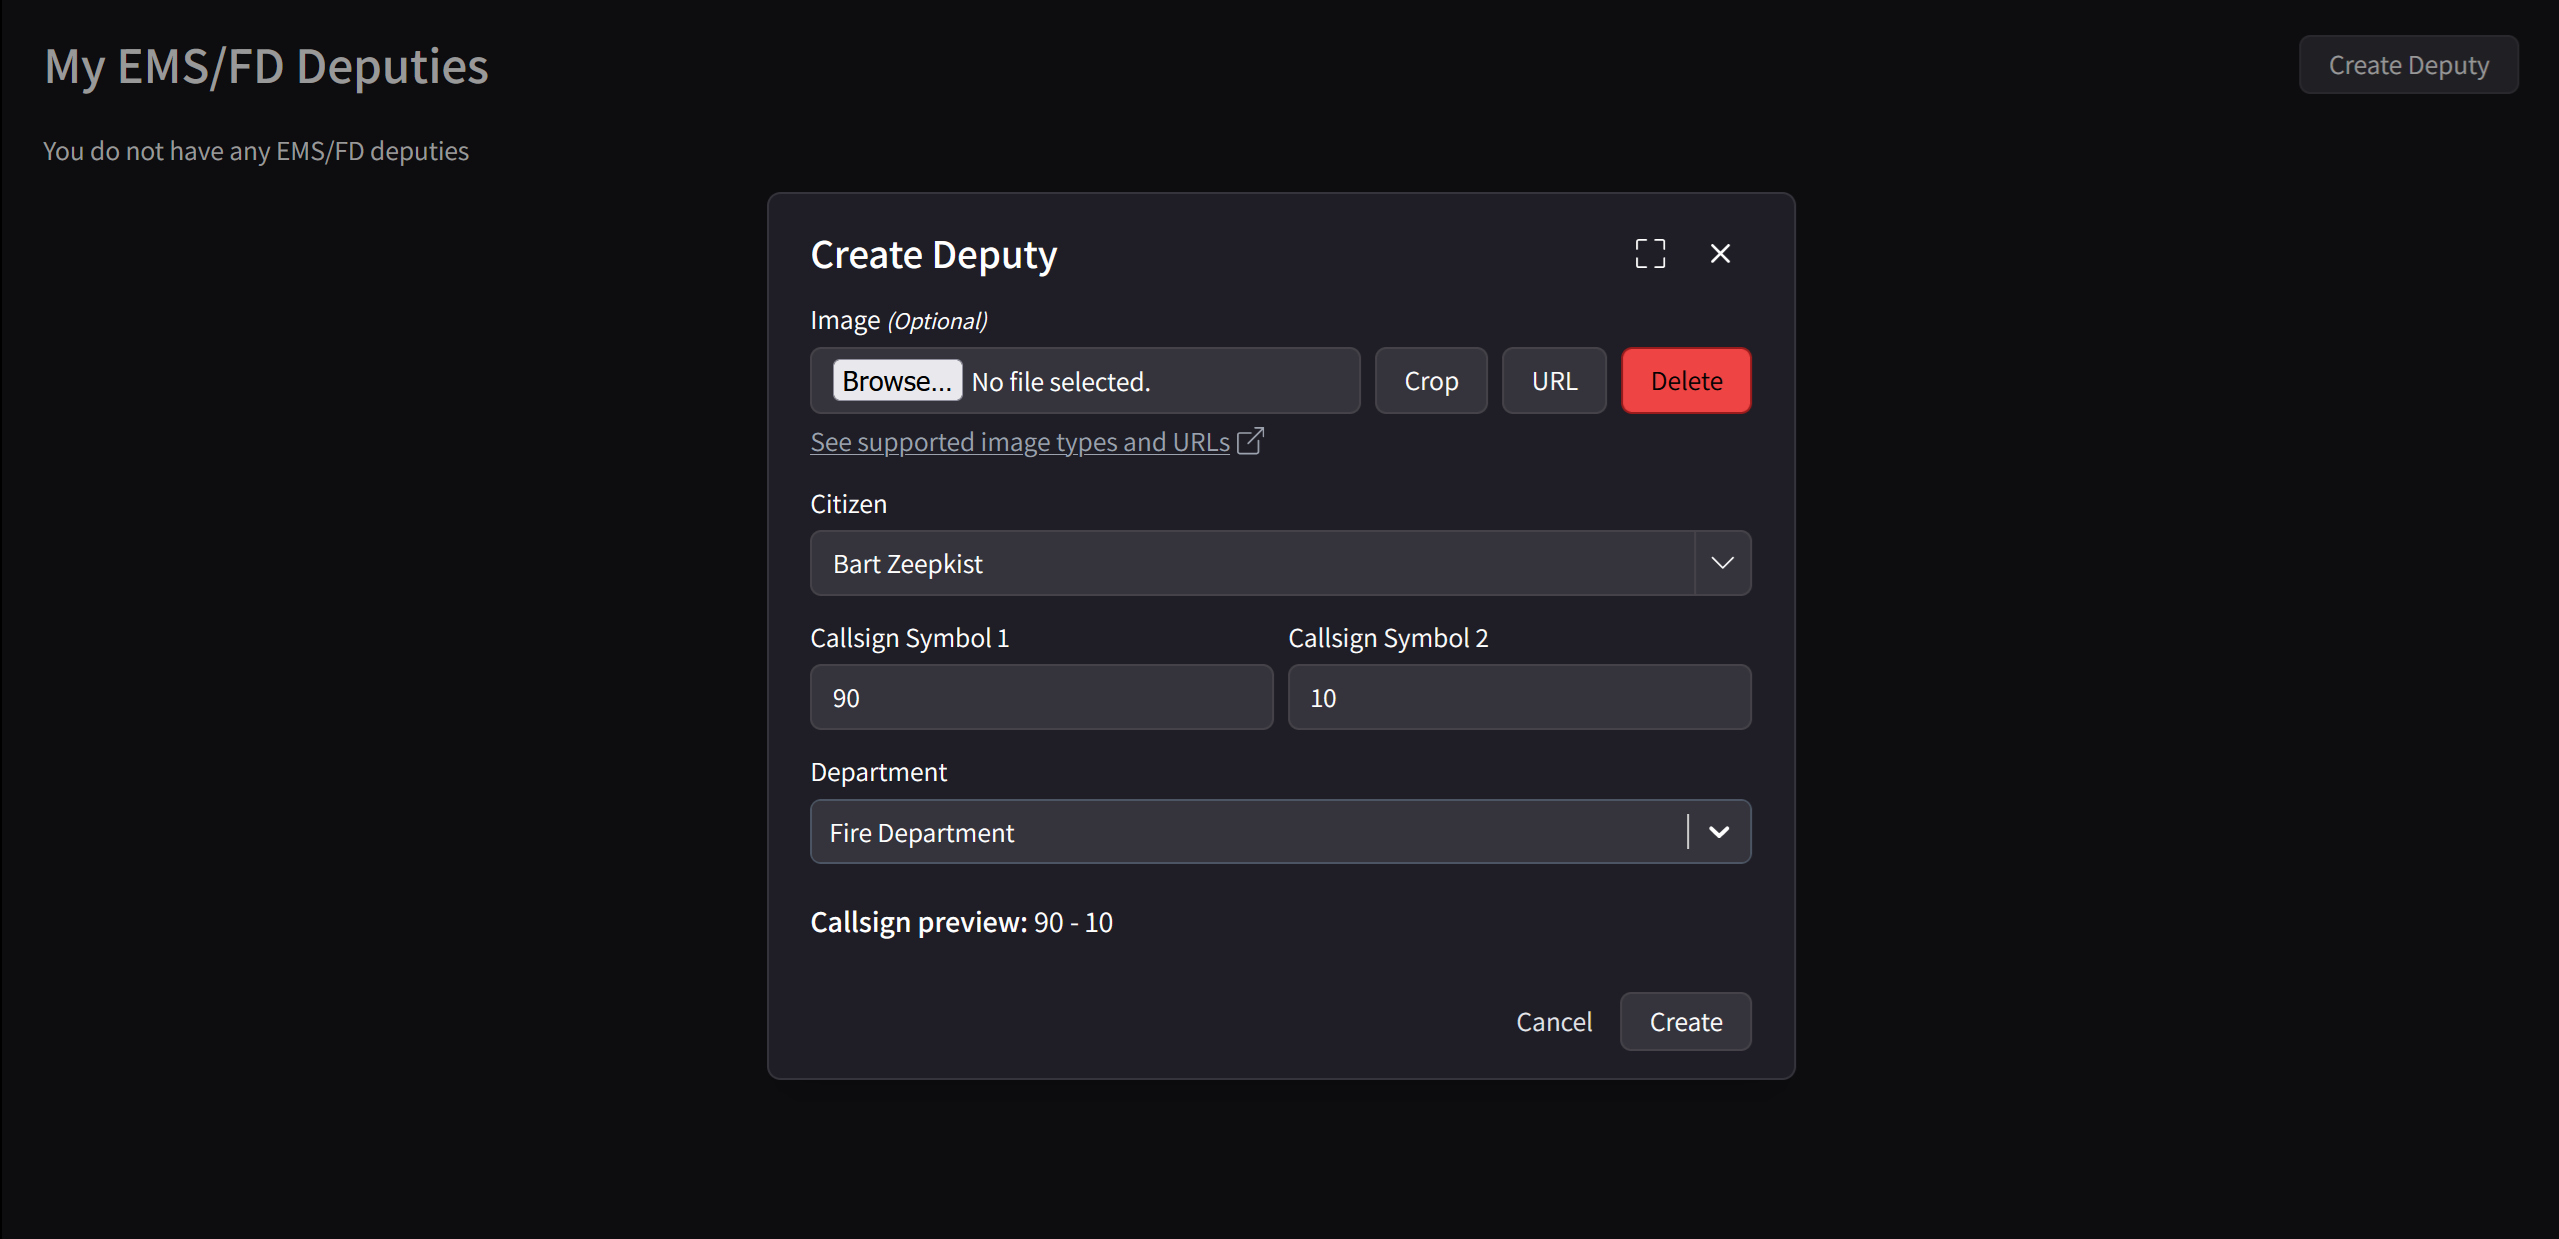 My EMS/FD Deputies
Create Deputy
You do not have any EMS/FD deputies
Create Deputy
Image (Optional)
Browse... No file selected.
Crop
URL
Delete
See supported image types and URLs
Citizen
Bart Zeepkist
Callsign Symbol 1
Callsign Symbol 2
90
10
Department
Fire Department
Callsign preview: 90 - 10
Cancel
Create